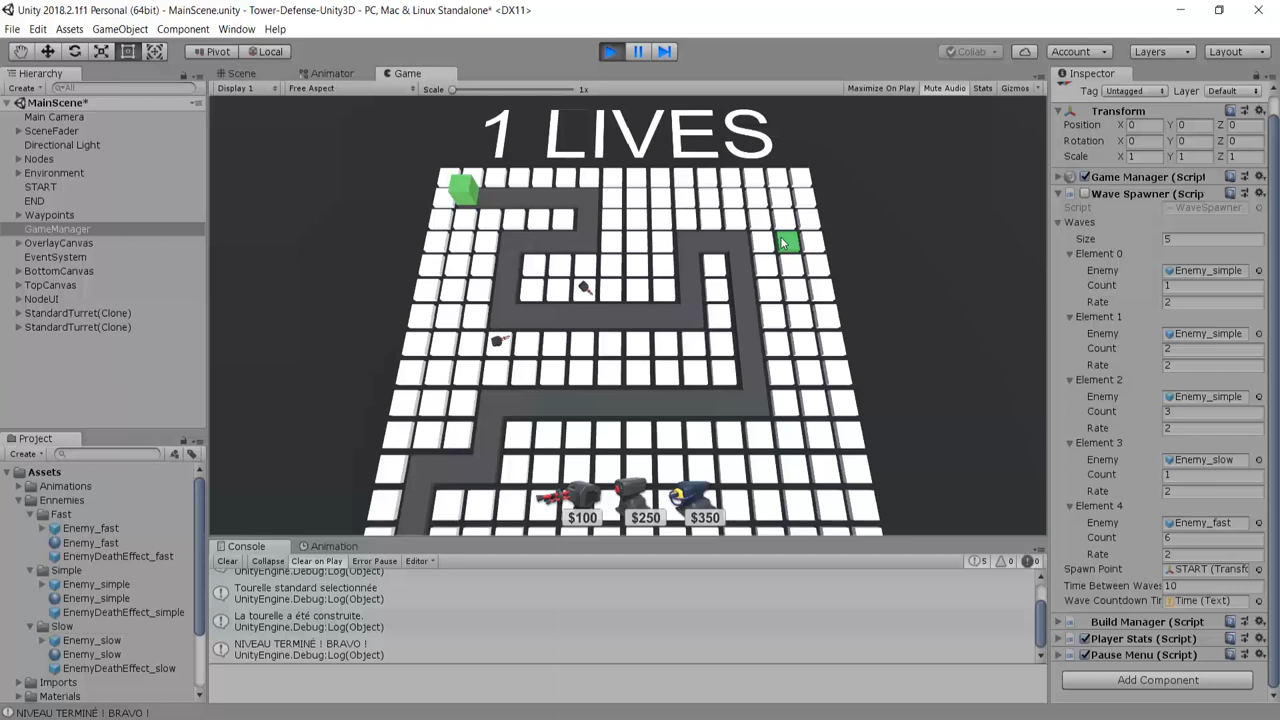 Unity 2018.2.1f1 Personal (64bit) - MainScene.unity - Tower-Defense-Unity3D - PC, Mac & Linux Standalone* <DX11>
File Edit Assets GameObject Component Window Help
Pivot Local Collab Account Layers Layout
Hierarchy
Create All
MainScene*
Main Camera
SceneFader
Directional Light
Nodes
Environment
START
END
Waypoints
GameManager
OverlayCanvas
EventSystem
BottomCanvas
TopCanvas
NodeUI
StandardTurret(Clone)
StandardTurret(Clone)
Project
Create
Assets
Animations
Ennemies
Fast
Enemy_fast
Enemy_fast
EnemyDeathEffect_fast
Simple
Enemy_simple
Enemy_simple
EnemyDeathEffect_simple
Slow
Enemy_slow
Enemy_slow
EnemyDeathEffect_slow
Imports
Materials
Scene Animator Game
Display 1 Free Aspect Scale 1x Maximize On Play Mute Audio Stats Gizmos
1 LIVES
$100 $250 $350
Console Animation
Clear Collapse Clear on Play Error Pause Editor 5 0 0
UnityEngine.Debug:Log(Object)
Tourelle standard selectionnée
UnityEngine.Debug:Log(Object)
La tourelle a été construite.
UnityEngine.Debug:Log(Object)
NIVEAU TERMINÉ ! BRAVO !
UnityEngine.Debug:Log(Object)
Inspector
Tag Untagged Layer Default
Transform
Position X 0 Y 0 Z 0
Rotation X 0 Y 0 Z 0
Scale X 1 Y 1 Z 1
Game Manager (Script
Wave Spawner (Scrip
Script WaveSpawner
Waves
Size 5
Element 0
Enemy Enemy_simple
Count 1
Rate 2
Element 1
Enemy Enemy_simple
Count 2
Rate 2
Element 2
Enemy Enemy_simple
Count 3
Rate 2
Element 3
Enemy Enemy_slow
Count 1
Rate 2
Element 4
Enemy Enemy_fast
Count 6
Rate 2
Spawn Point START (Transf
Time Between Waves 10
Wave Countdown Ti Time (Text)
Build Manager (Script
Player Stats (Script)
Pause Menu (Script)
Add Component
NIVEAU TERMINÉ ! BRAVO !